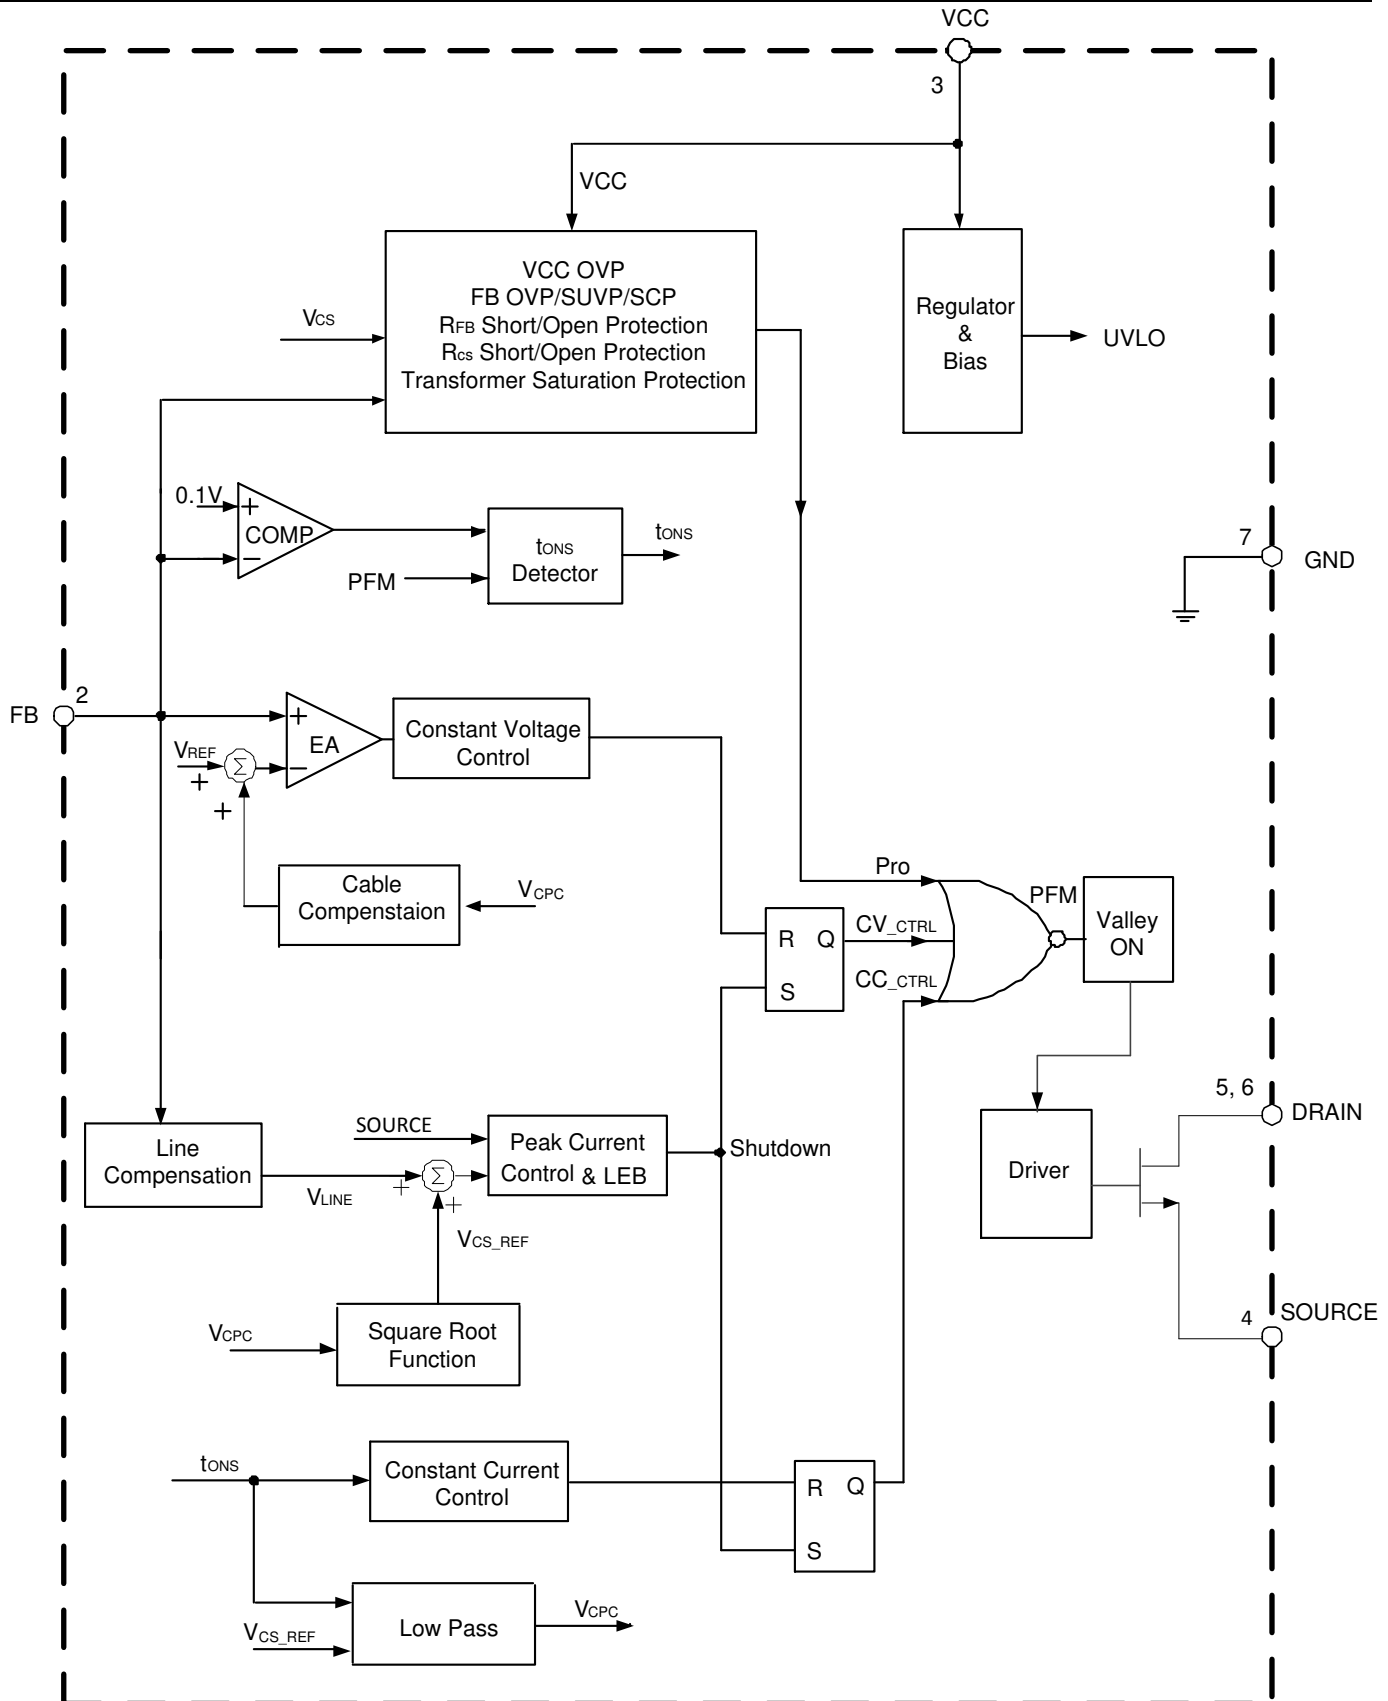 VCC
3
VCC
VCC OVP
FB OVP/SUVP/SCP
RFB Short/Open Protection
Rcs Short/Open Protection
Transformer Saturation Protection
VCS
Regulator
&
Bias
UVLO
0.1V
+
COMP
−
PFM
tONS
Detector
tONS
7
GND
FB
2
+
EA
−
VREF
+
Σ
+
Constant Voltage
Control
Cable
Compenstaion
VCPC
R Q
S
Pro
CV_CTRL
CC_CTRL
PFM
Valley
ON
5, 6
DRAIN
Driver
4
SOURCE
Line
Compensation
VLINE
SOURCE
+
Σ
+
Peak Current
Control & LEB
Shutdown
VCS_REF
VCPC
Square Root
Function
tONS
Constant Current
Control
R Q
S
VCS_REF
Low Pass
VCPC